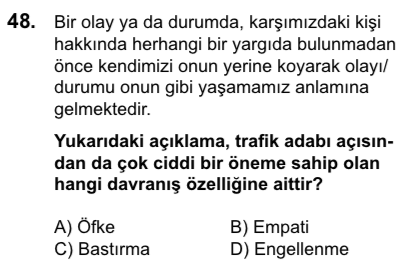 48. Bir olay ya da durumda, karşımızdaki kişi
hakkında herhangi bir yargıda bulunmadan
önce kendimizi onun yerine koyarak olayı/
durumu onun gibi yaşamamız anlamına
gelmektedir.
Yukarıdaki açıklama, trafik adabı açısın-
dan da çok ciddi bir öneme sahip olan
hangi davranış özelliğine aittir?
A) Öfke B) Empati
C) Bastırma D) Engellenme